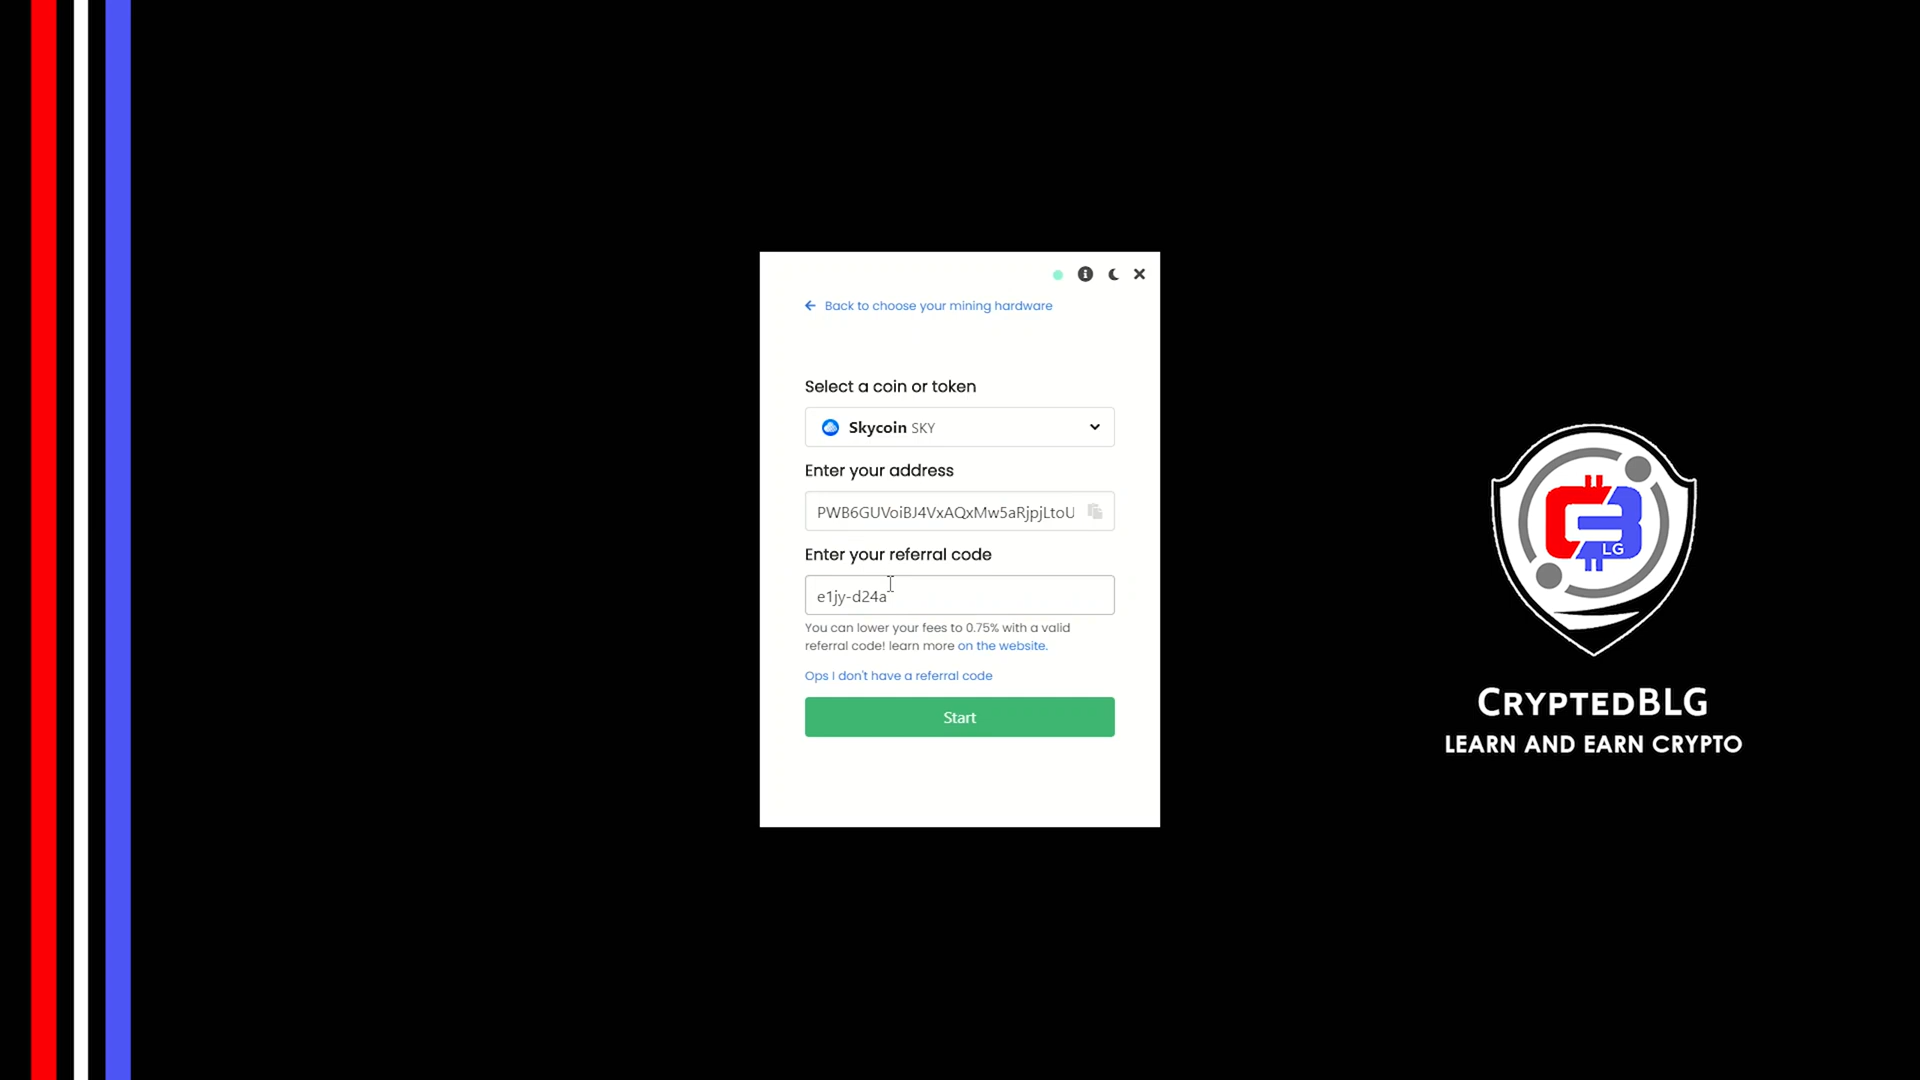 Back to choose your mining hardware
Select a coin or token
Skycoin SKY
Enter your address
PWB6GUVoiBJ4VxAQxMw5aRjpjLtoU
Enter your referral code
e1jy-d24a
You can lower your fees to 0.75% with a valid
referral code! learn more on the website.
Ops I don't have a referral code
Start
LG
CRYPTEDBLG
LEARN AND EARN CRYPTO